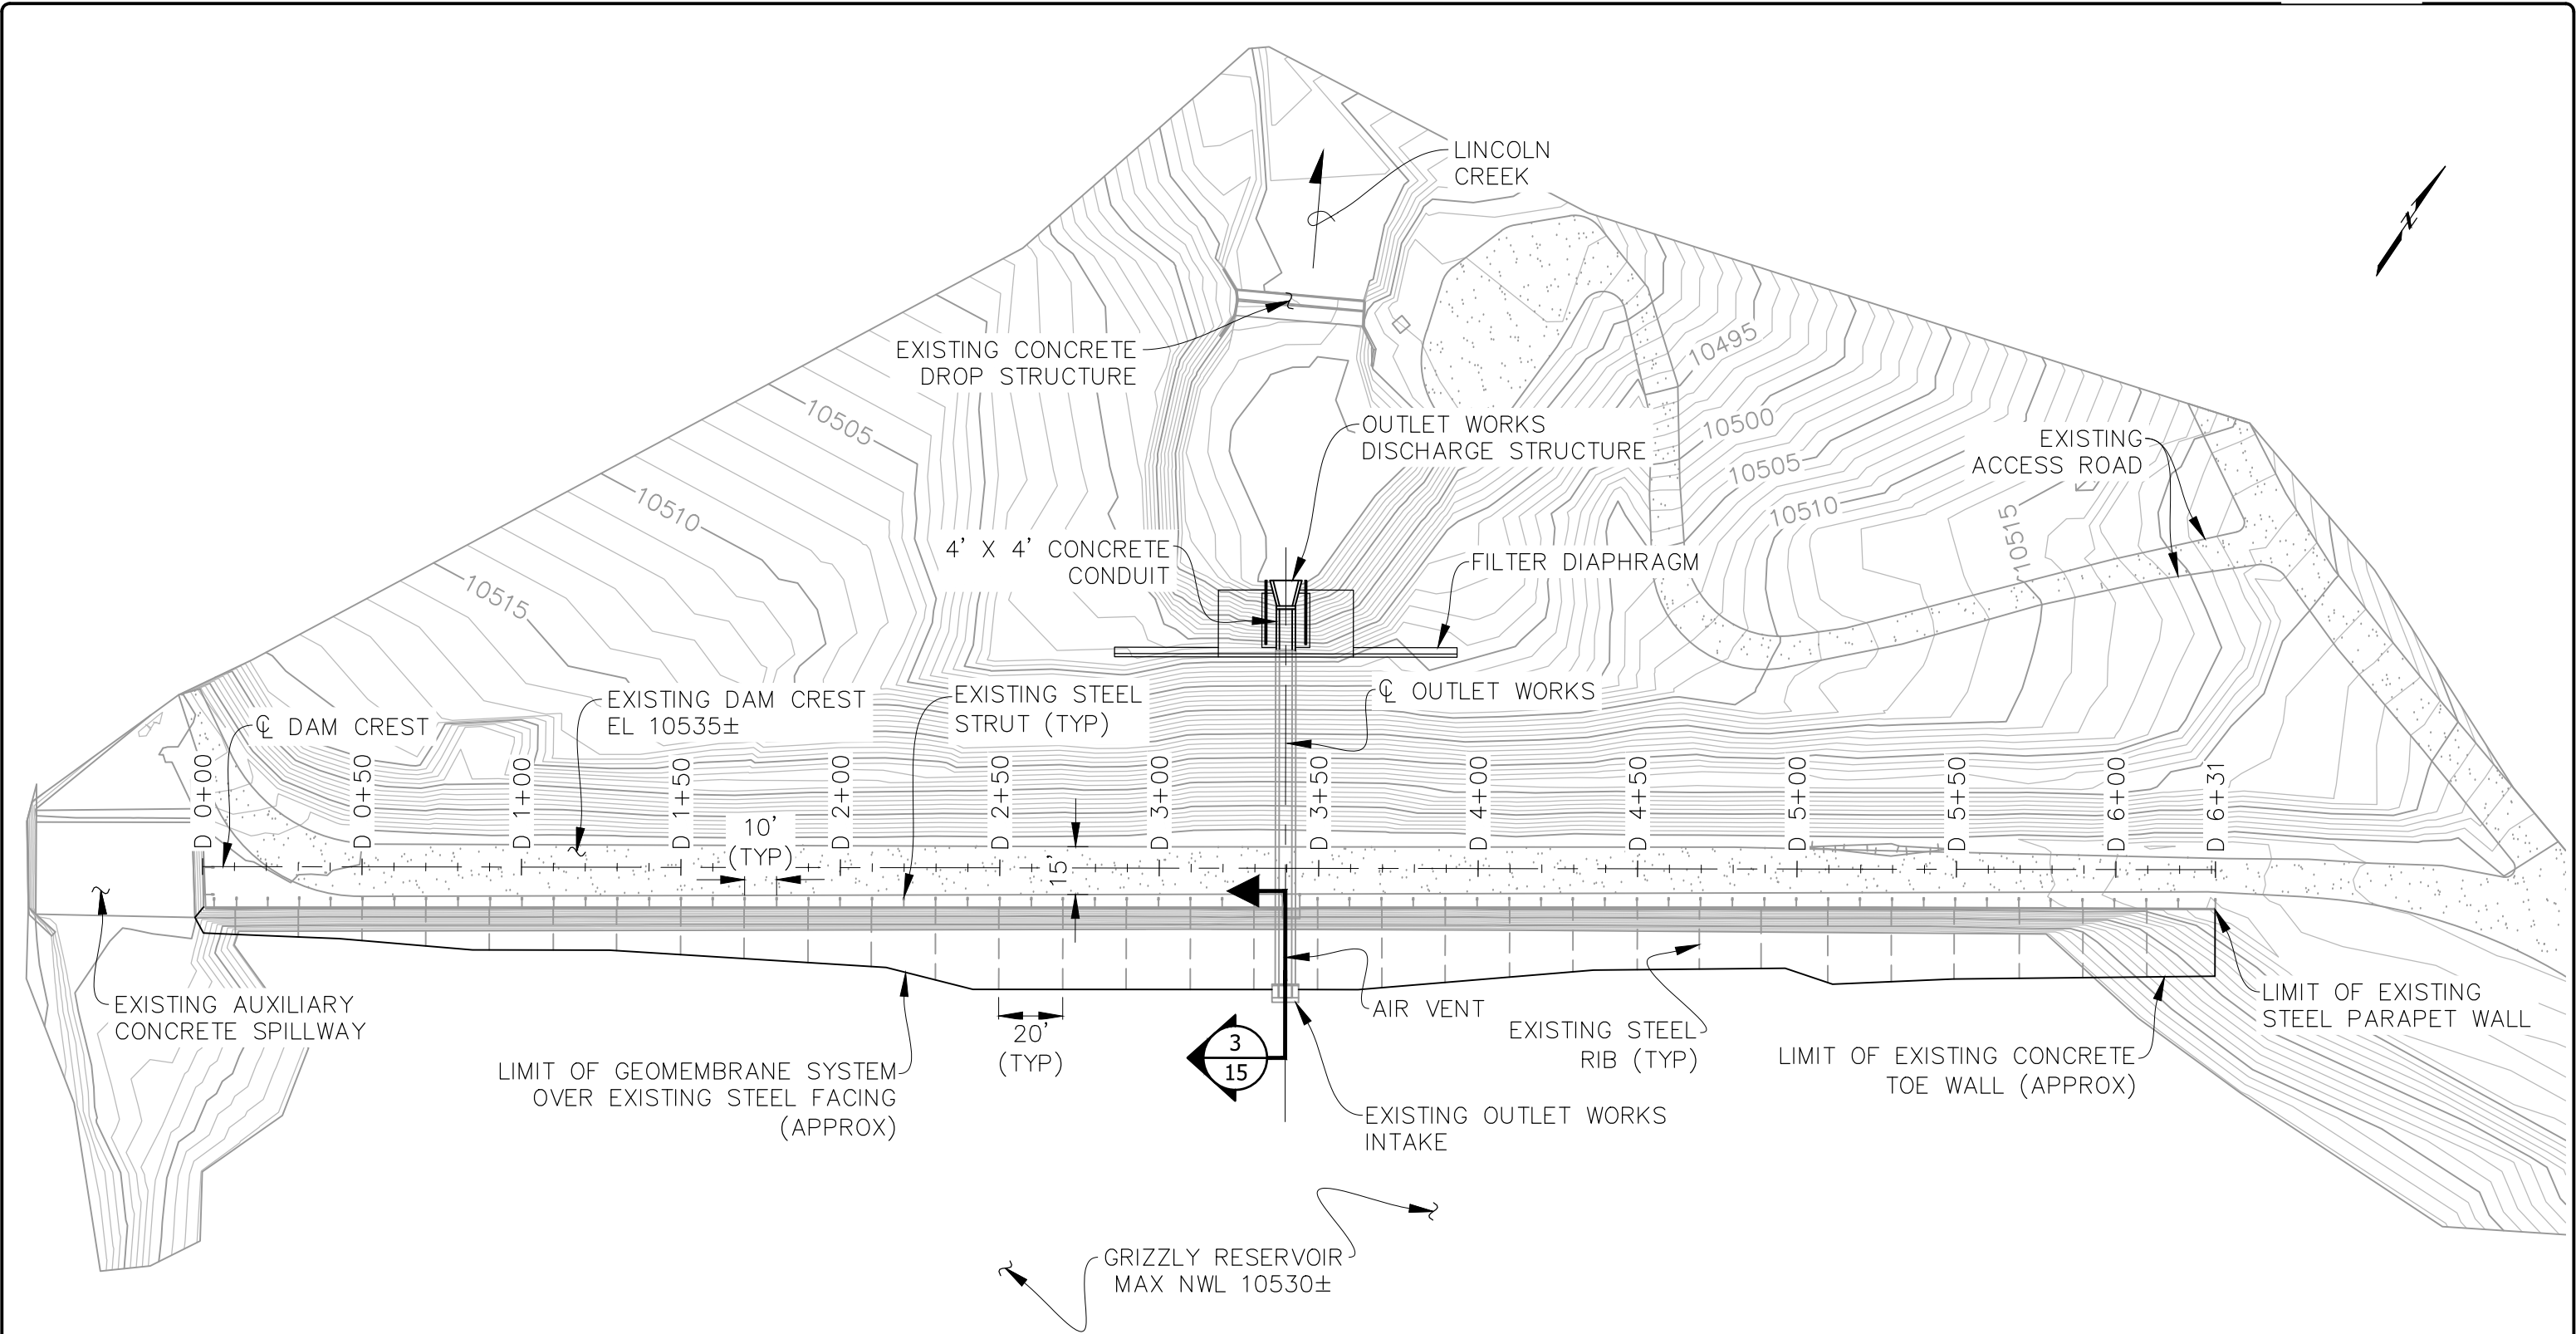 LINCOLN
CREEK
N
EXISTING CONCRETE
DROP STRUCTURE
10495
10505
10500
OUTLET WORKS
DISCHARGE STRUCTURE
EXISTING
ACCESS ROAD
10505
10510
10510
10515
4' X 4' CONCRETE
CONDUIT
FILTER DIAPHRAGM
10515
EXISTING DAM CREST
EL 10535±
EXISTING STEEL
STRUT (TYP)
℄ OUTLET WORKS
℄ DAM CREST
D 0+00
D 0+50
D 1+00
D 1+50
D 2+00
D 2+50
D 3+00
D 3+50
D 4+00
D 4+50
D 5+00
D 5+50
D 6+00
D 6+31
10'
(TYP)
15'
EXISTING AUXILIARY
CONCRETE SPILLWAY
20'
(TYP)
AIR VENT
EXISTING STEEL
RIB (TYP)
LIMIT OF EXISTING
STEEL PARAPET WALL
LIMIT OF GEOMEMBRANE SYSTEM
OVER EXISTING STEEL FACING
(APPROX)
3
15
LIMIT OF EXISTING CONCRETE
TOE WALL (APPROX)
EXISTING OUTLET WORKS
INTAKE
GRIZZLY RESERVOIR
MAX NWL 10530±